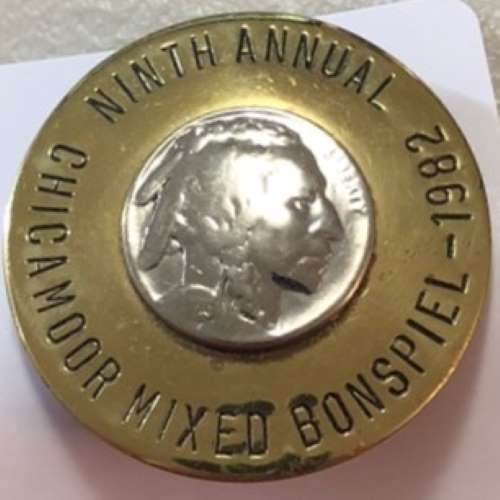 NINTH ANNUAL
CHICAMOOR MIXED BONSPIEL-1982